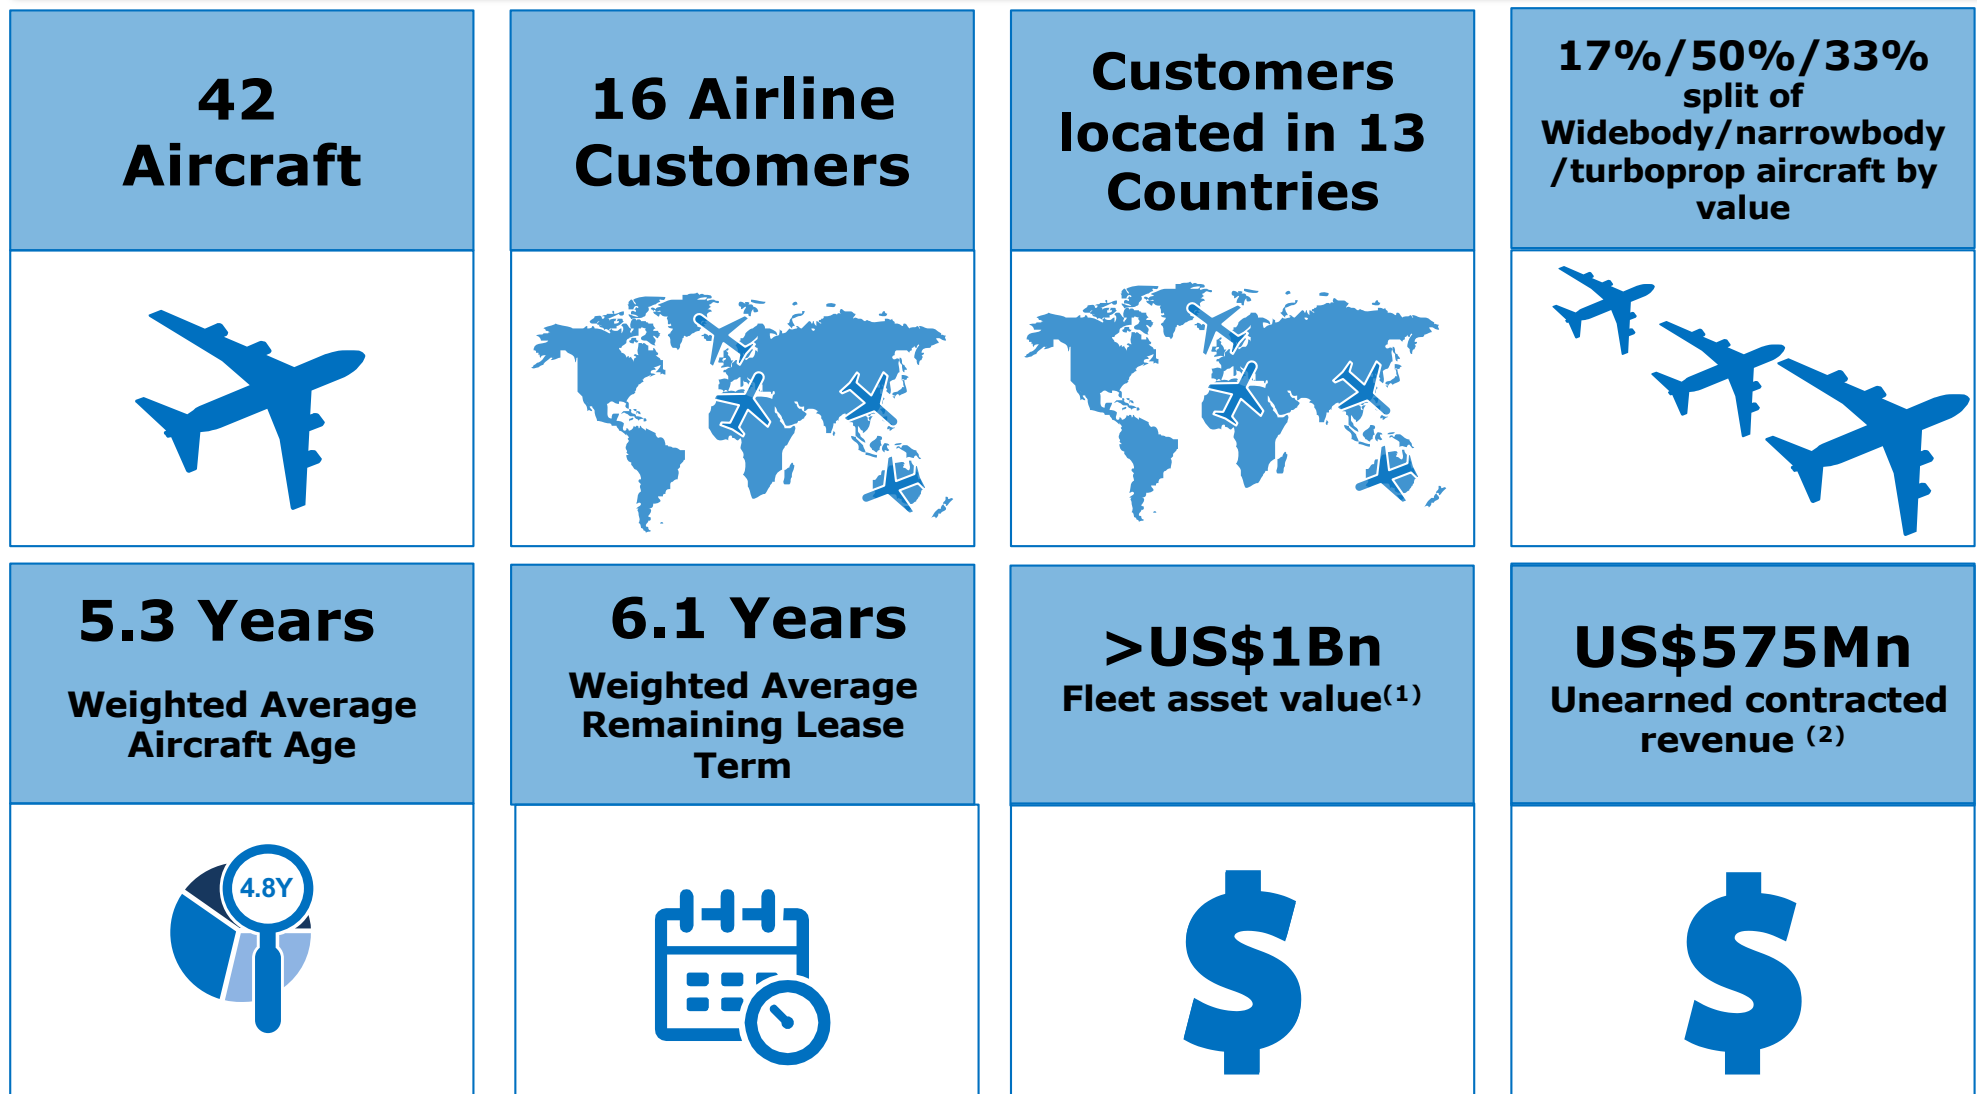 42
Aircraft
16 Airline
Customers
Customers
located in 13
Countries
17%/50%/33%
split of
Widebody/narrowbody
/turboprop aircraft by
value
5.3 Years
Weighted Average
Aircraft Age
4.8Y
6.1 Years
Weighted Average
Remaining Lease
Term
>US$1Bn
Fleet asset value(1)
US$575Mn
Unearned contracted
revenue (2)
$
$